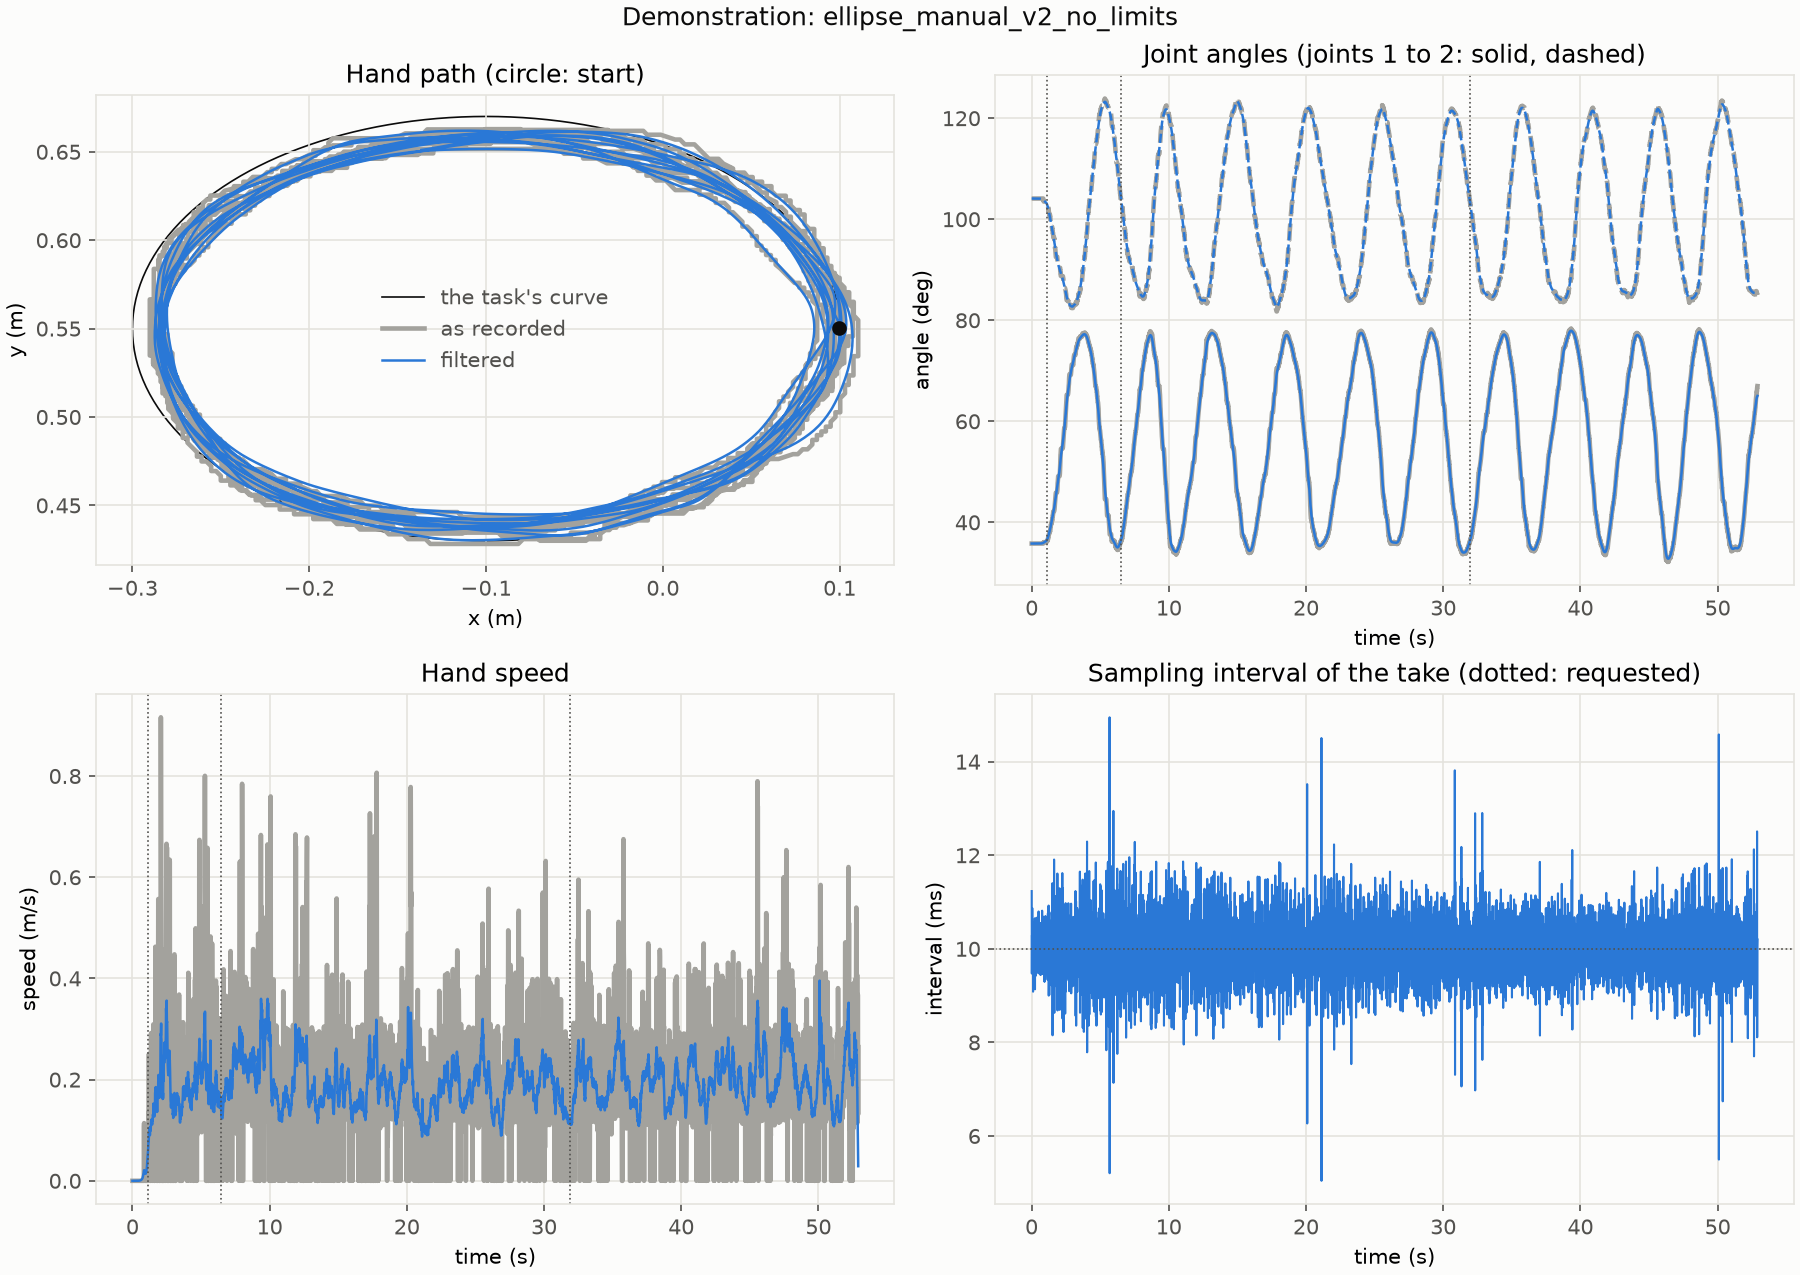 Demonstration: ellipse_manual_v2_no_limits
Hand path (circle: start)
y (m)
0.65
0.60
0.55
0.50
0.45
the task's curve
as recorded
filtered
−0.3
−0.2
−0.1
0.0
0.1
x (m)
Joint angles (joints 1 to 2: solid, dashed)
angle (deg)
120
100
80
60
40
0
10
20
30
40
50
time (s)
Hand speed
speed (m/s)
0.8
0.6
0.4
0.2
0.0
0
10
20
30
40
50
time (s)
Sampling interval of the take (dotted: requested)
interval (ms)
14
12
10
8
6
0
10
20
30
40
50
time (s)